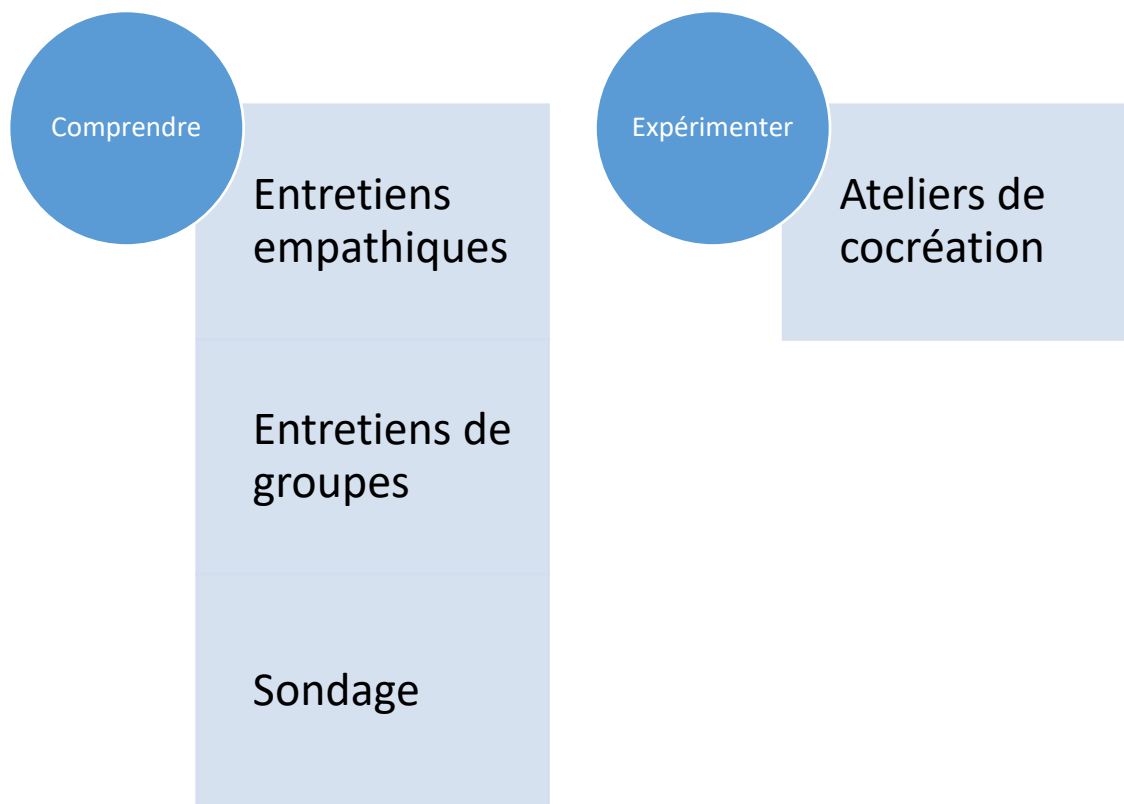 Comprendre
Entretiens
empathiques
Entretiens de
groupes
Sondage
Expérimenter
Ateliers de
cocréation